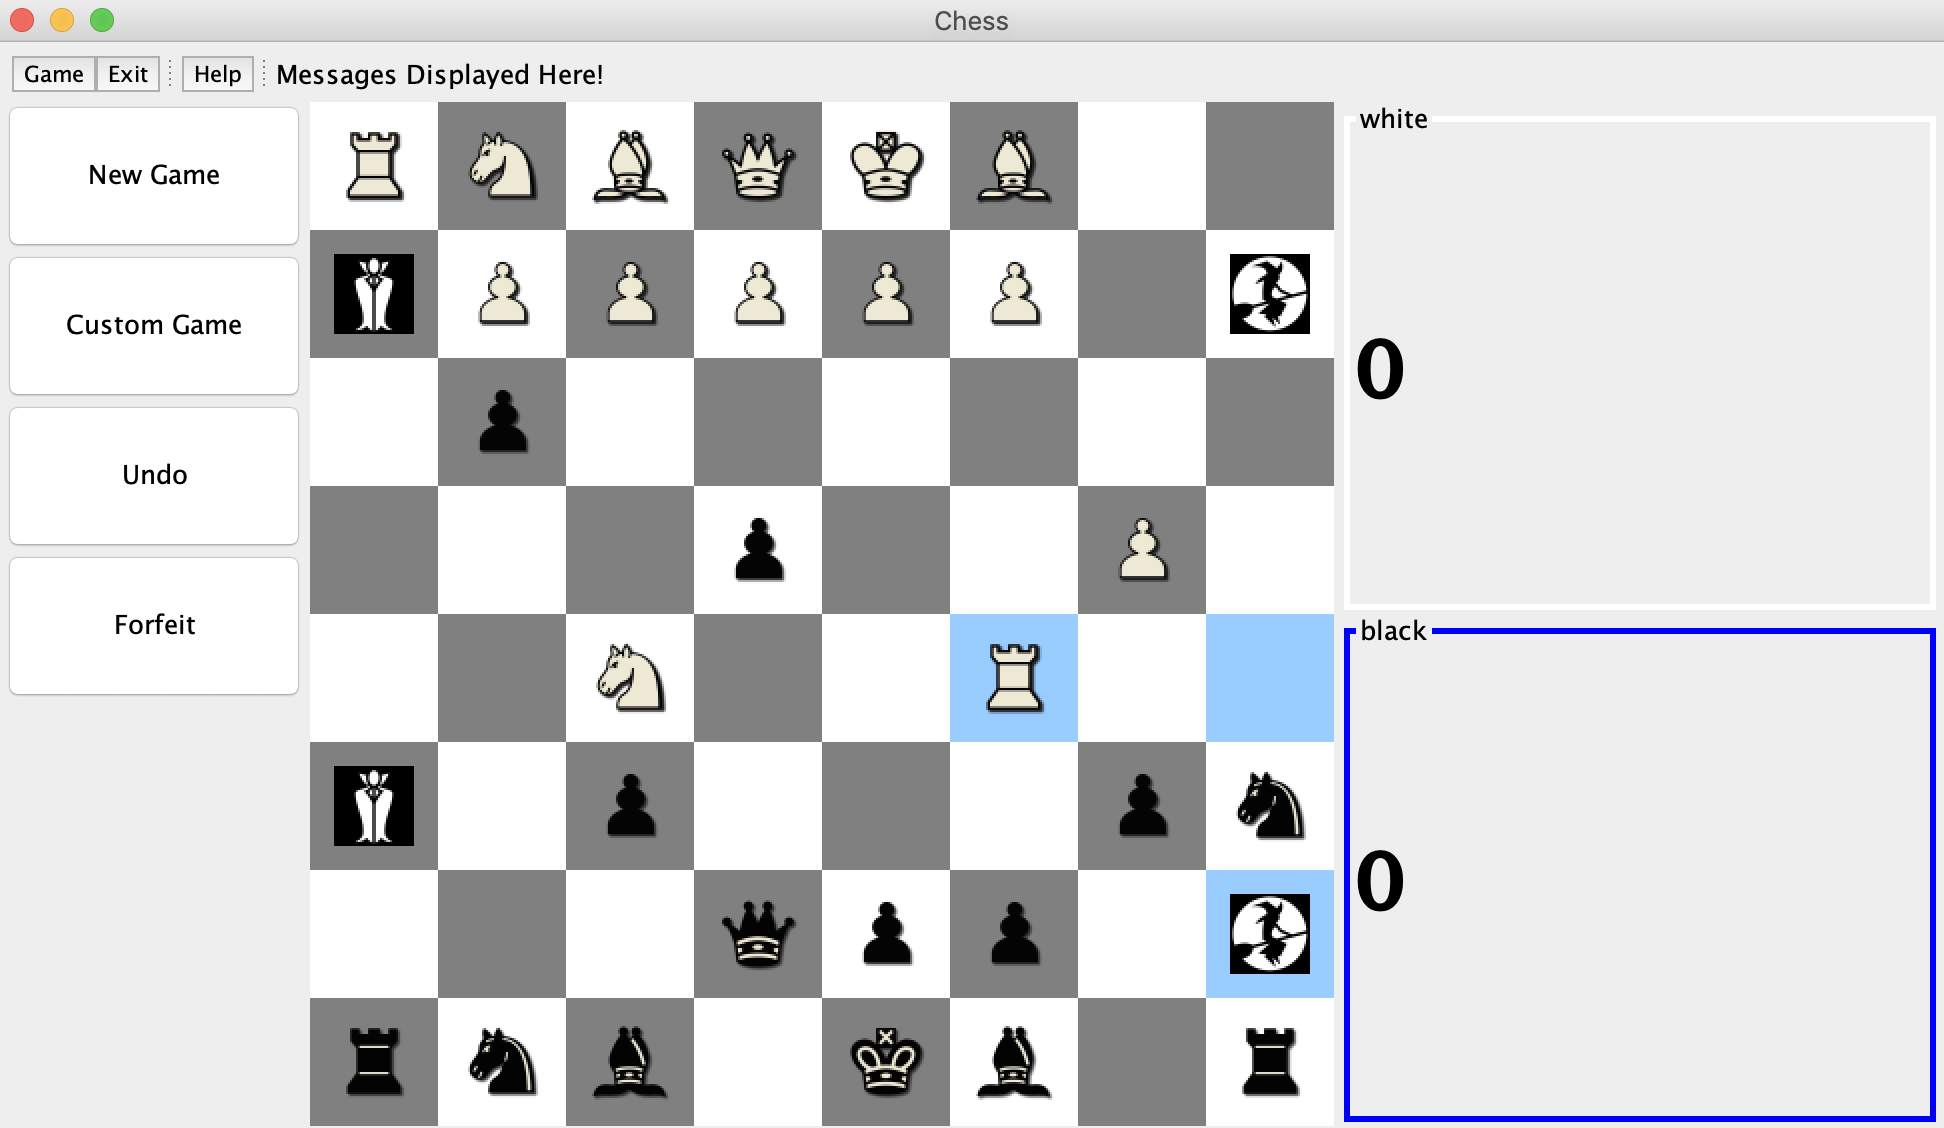 Chess
Game Exit Help Messages Displayed Here!
New Game
Custom Game
Undo
Forfeit
white
0
black
0